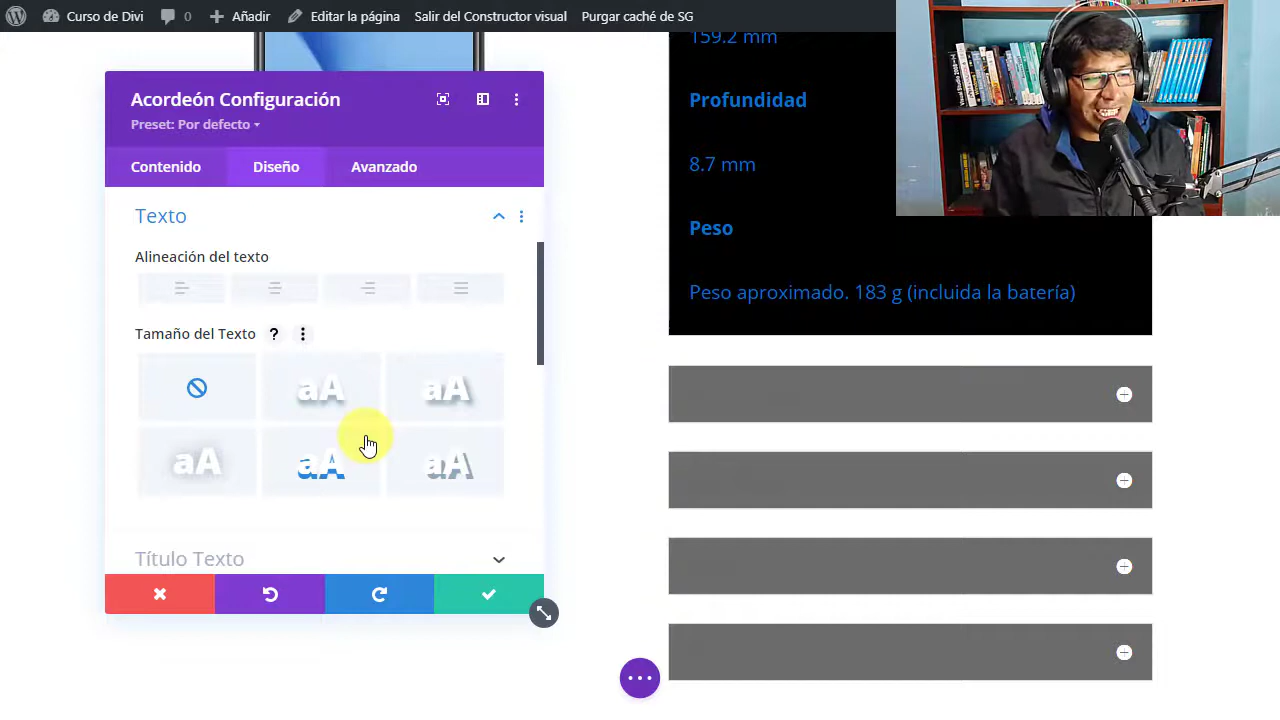 Curso de Divi
0
Añadir
Editar la página
Salir del Constructor visual
Purgar caché de SG
Acordeón Configuración
Preset: Por defecto
Contenido
Diseño
Avanzado
Texto
Alineación del texto
Tamaño del Texto ?
aA
aA
aA
aA
aA
Título Texto
159.2 mm
Profundidad
8.7 mm
Peso
Peso aproximado. 183 g (incluida la batería)